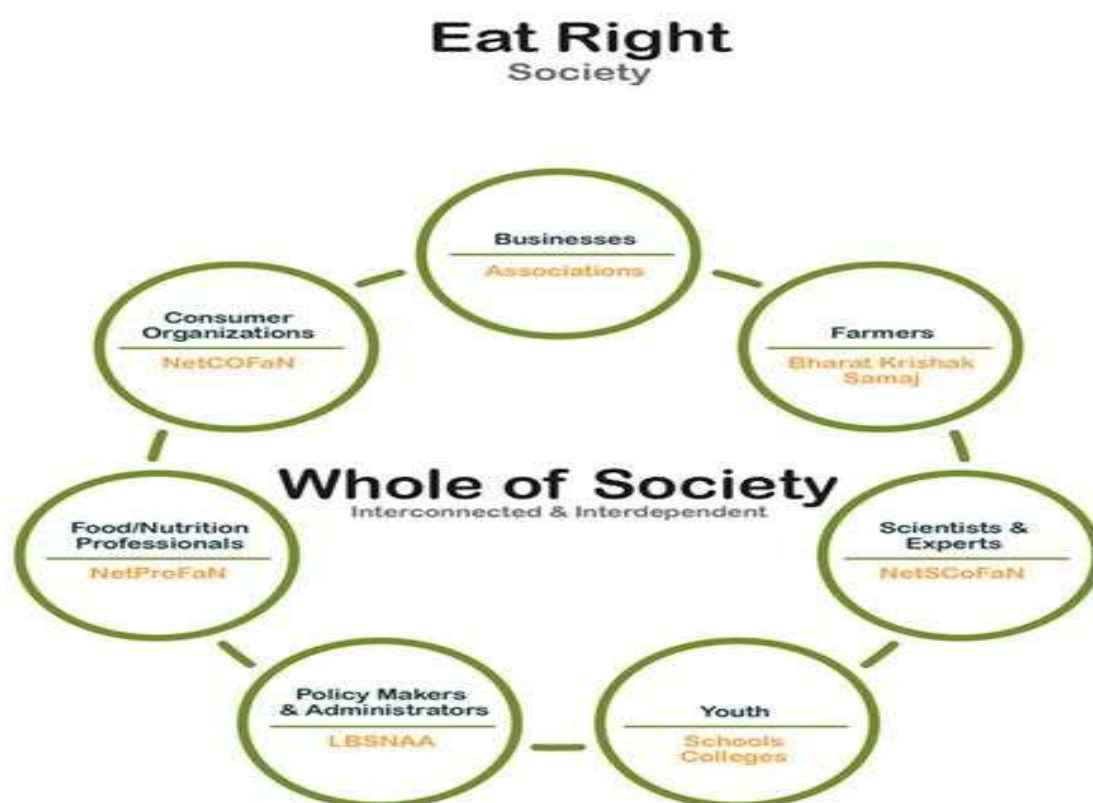 Eat Right
Society
Businesses
Associations
Farmers
Bharat Krishak
Samaj
Scientists &
Experts
NetSCoFaN
Youth
Schools
Colleges
Policy Makers
& Administrators
LBSNAA
Food/Nutrition
Professionals
NetProFaN
Consumer
Organizations
NetCOFaN
Whole of Society
Interconnected & Interdependent